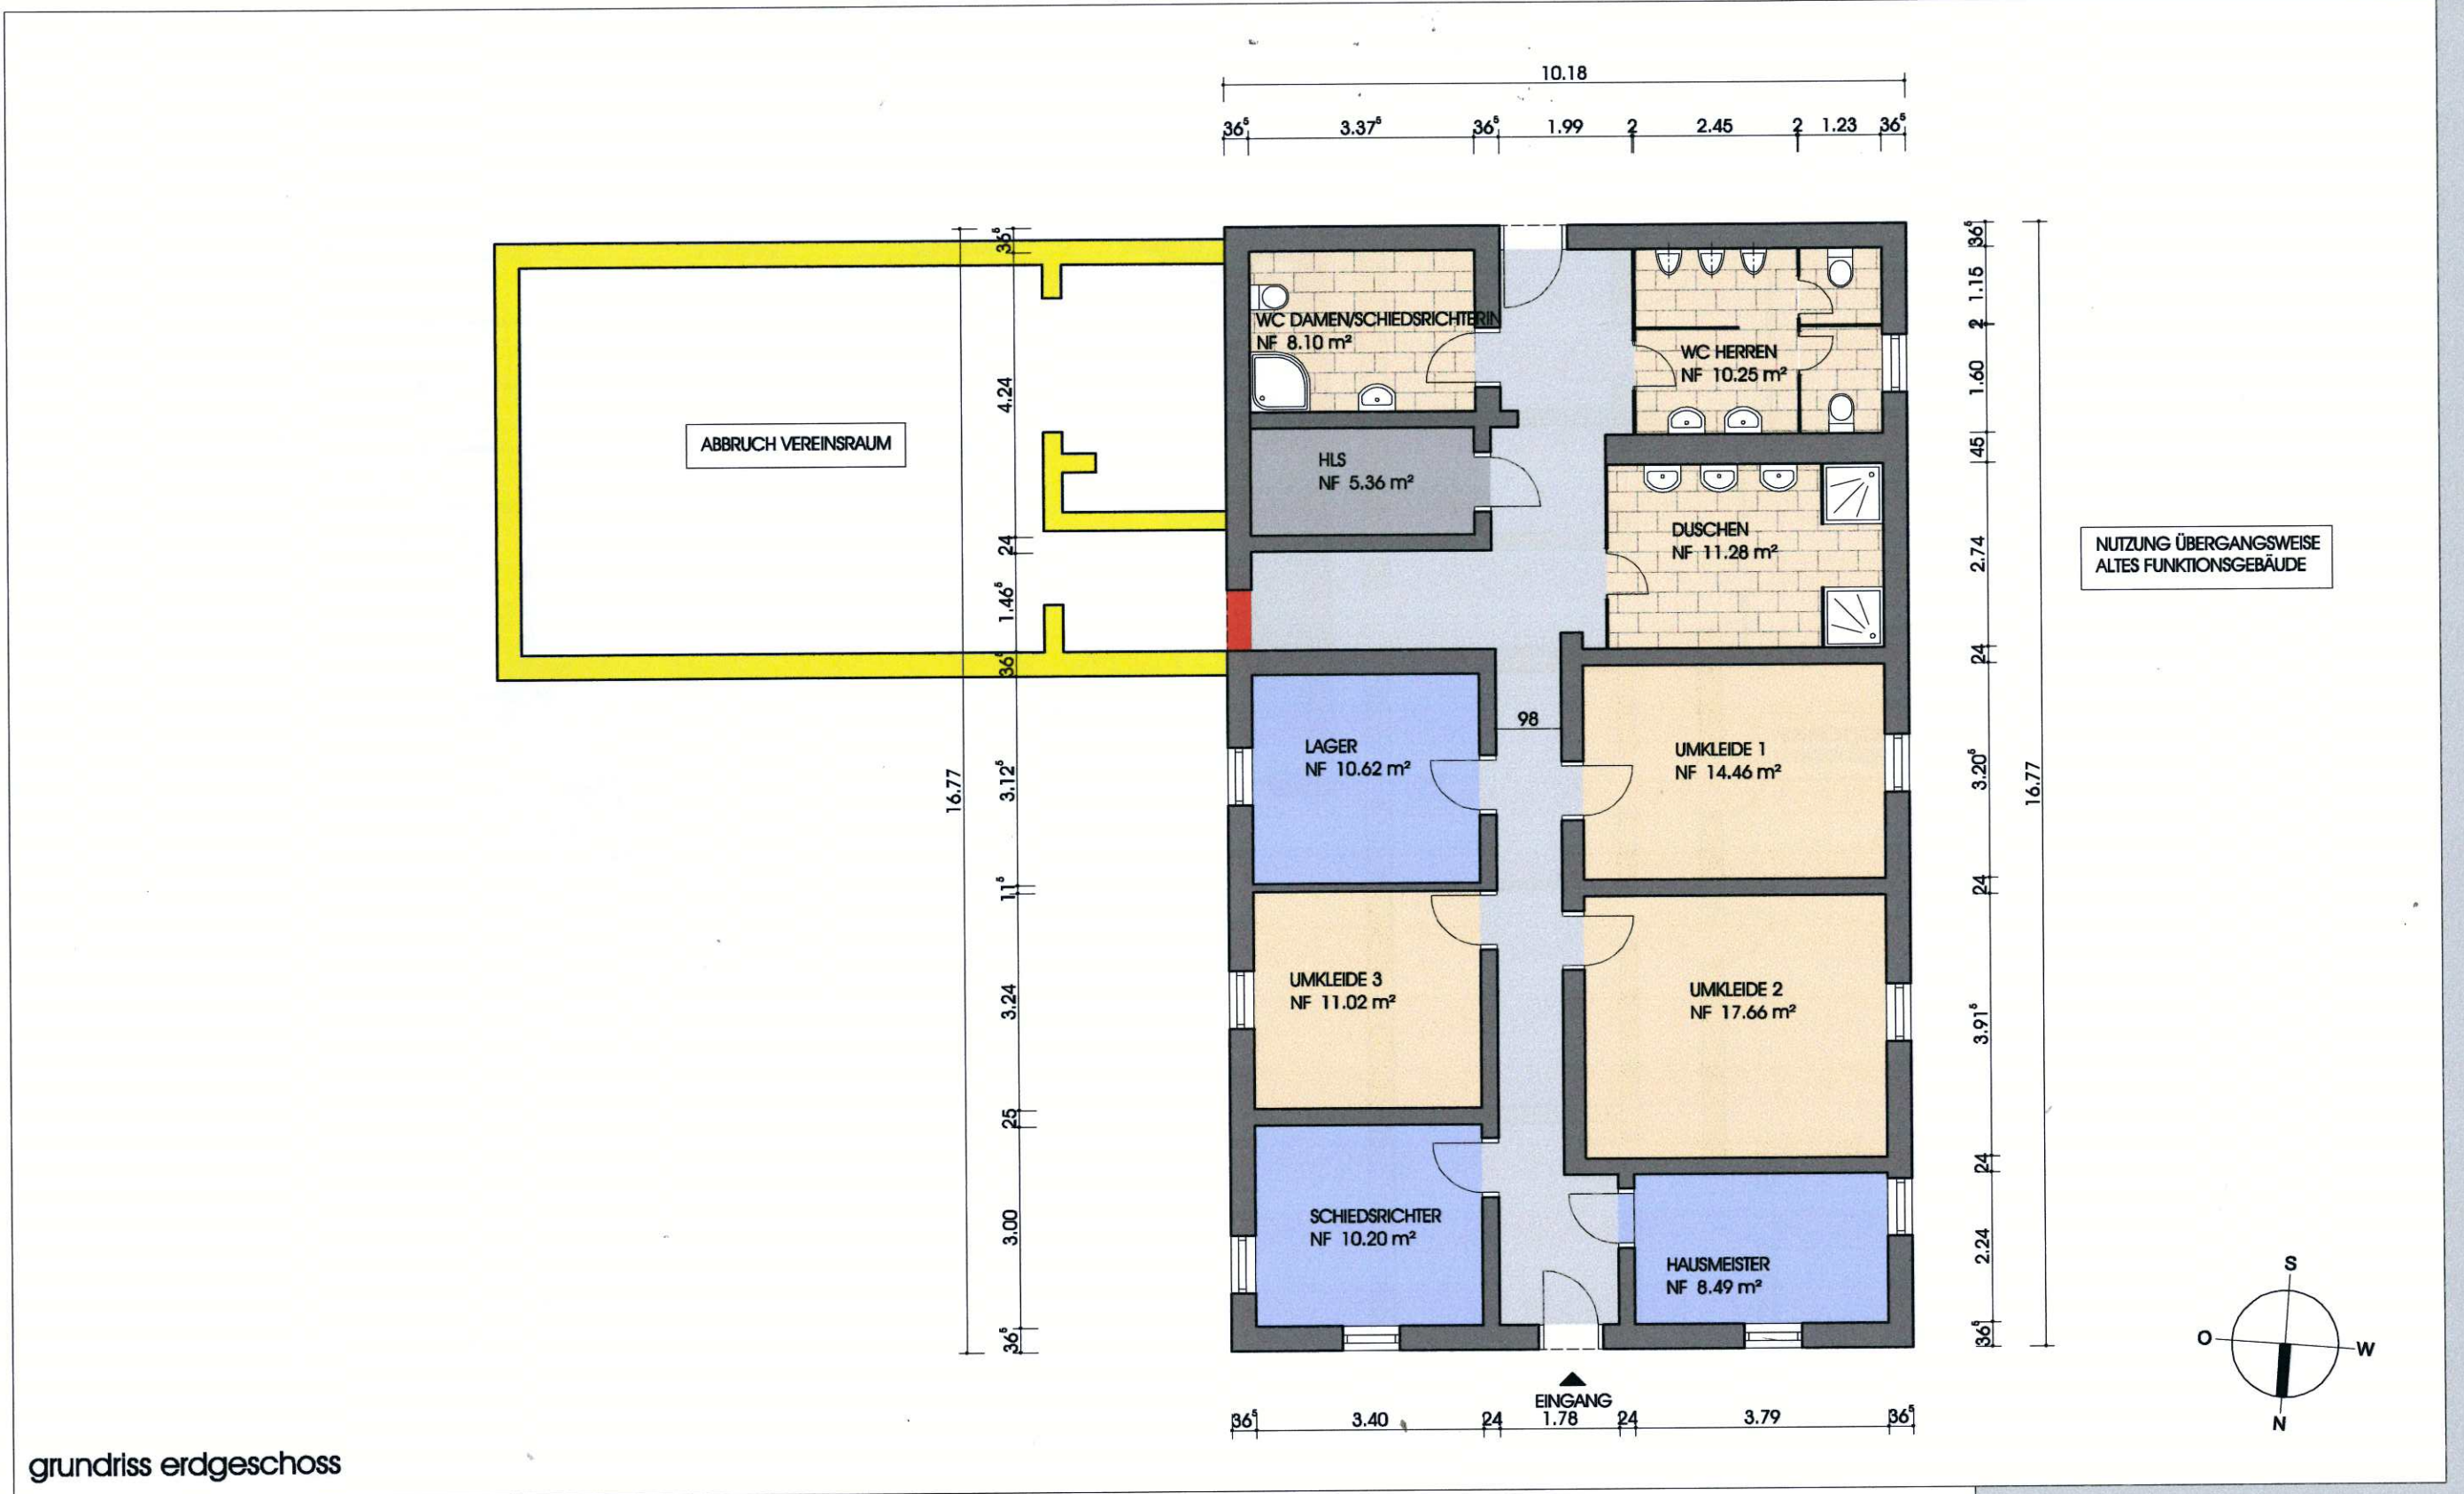 10.18
36⁵ 3.37⁵ 36⁵ 1.99 2 2.45 2 1.23 36⁵
WC DAMEN/SCHIEDSRICHTERIN
NF 8.10 m²
WC HERREN
NF 10.25 m²
HLS
NF 5.36 m²
DUSCHEN
NF 11.28 m²
ABBRUCH VEREINSRAUM
NUTZUNG ÜBERGANGSWEISE
ALTES FUNKTIONSGEBÄUDE
98
LAGER
NF 10.62 m²
UMKLEIDE 1
NF 14.46 m²
UMKLEIDE 3
NF 11.02 m²
UMKLEIDE 2
NF 17.66 m²
SCHIEDSRICHTER
NF 10.20 m²
HAUSMEISTER
NF 8.49 m²
16.77
36⁵ 4.24 24 1.46⁵ 36⁵ 3.12⁵ 11⁵ 3.24 25 3.00 36⁵
36⁵ 1.15 2 1.60 45 2.74 24 3.20⁵ 24 3.91⁵ 24 2.24 36⁵
16.77
EINGANG
36⁵ 3.40 24 1.78 24 3.79 36⁵
S
O W
N
grundriss erdgeschoss